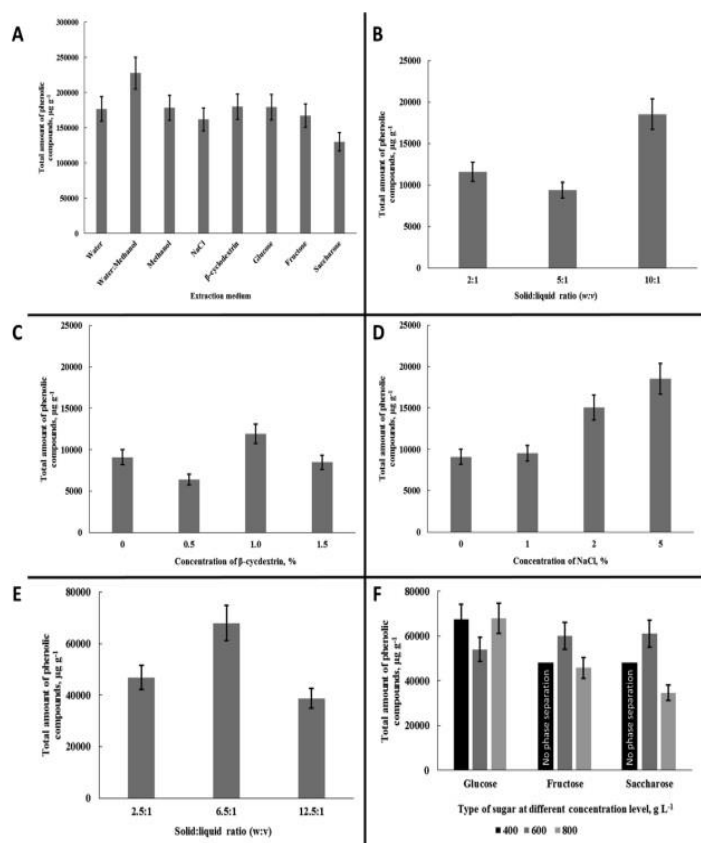 A
Total amount of phenolic
compounds, µg g-1
300000
250000
200000
150000
100000
50000
0
Water
Water:Methanol
Methanol
NaCl
β-cyclodextrin
Glucose
Fructose
Saccharose
Extraction medium
B
Total amount of phenolic
compounds, µg g-1
25000
20000
15000
10000
5000
0
2:1
5:1
10:1
Solid:liquid ratio (w:v)
C
Total amount of phenolic
compounds, µg g-1
25000
20000
15000
10000
5000
0
0
0.5
1.0
1.5
Concentration of β-cycdextrin, %
D
Total amount of phenolic
compounds, µg g-1
25000
20000
15000
10000
5000
0
0
1
2
5
Concentration of NaCl, %
E
Total amount of phenolic
compounds, µg g-1
80000
60000
40000
20000
0
2.5:1
6.5:1
12.5:1
Solid:liquid ratio (w:v)
F
Total amount of phenolic
compounds, µg g-1
80000
60000
40000
20000
0
No phase separation
No phase separation
Glucose
Fructose
Saccharose
Type of sugar at different concentration level, g L-1
400
600
800